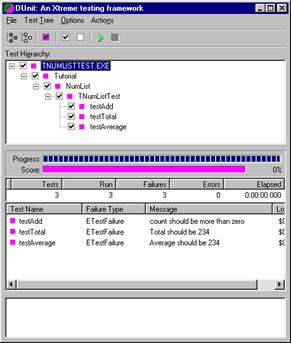 DUnit: An Xtreme testing framework
File Test Tree Options Actions
Test Hierarchy:
TNUMLISTTEST.EXE
Tutorial
NumList
TNumListTest
testAdd
testTotal
testAverage
Progress:
Score: 0%
Tests Run Failures Errors Elapsed
3 3 3 0 0:00:00.000
Test Name Failure Type Message Lo
testAdd ETestFailure count should be more than zero $0
testTotal ETestFailure Total should be 234 $0
testAverage ETestFailure Average should be 234 $0